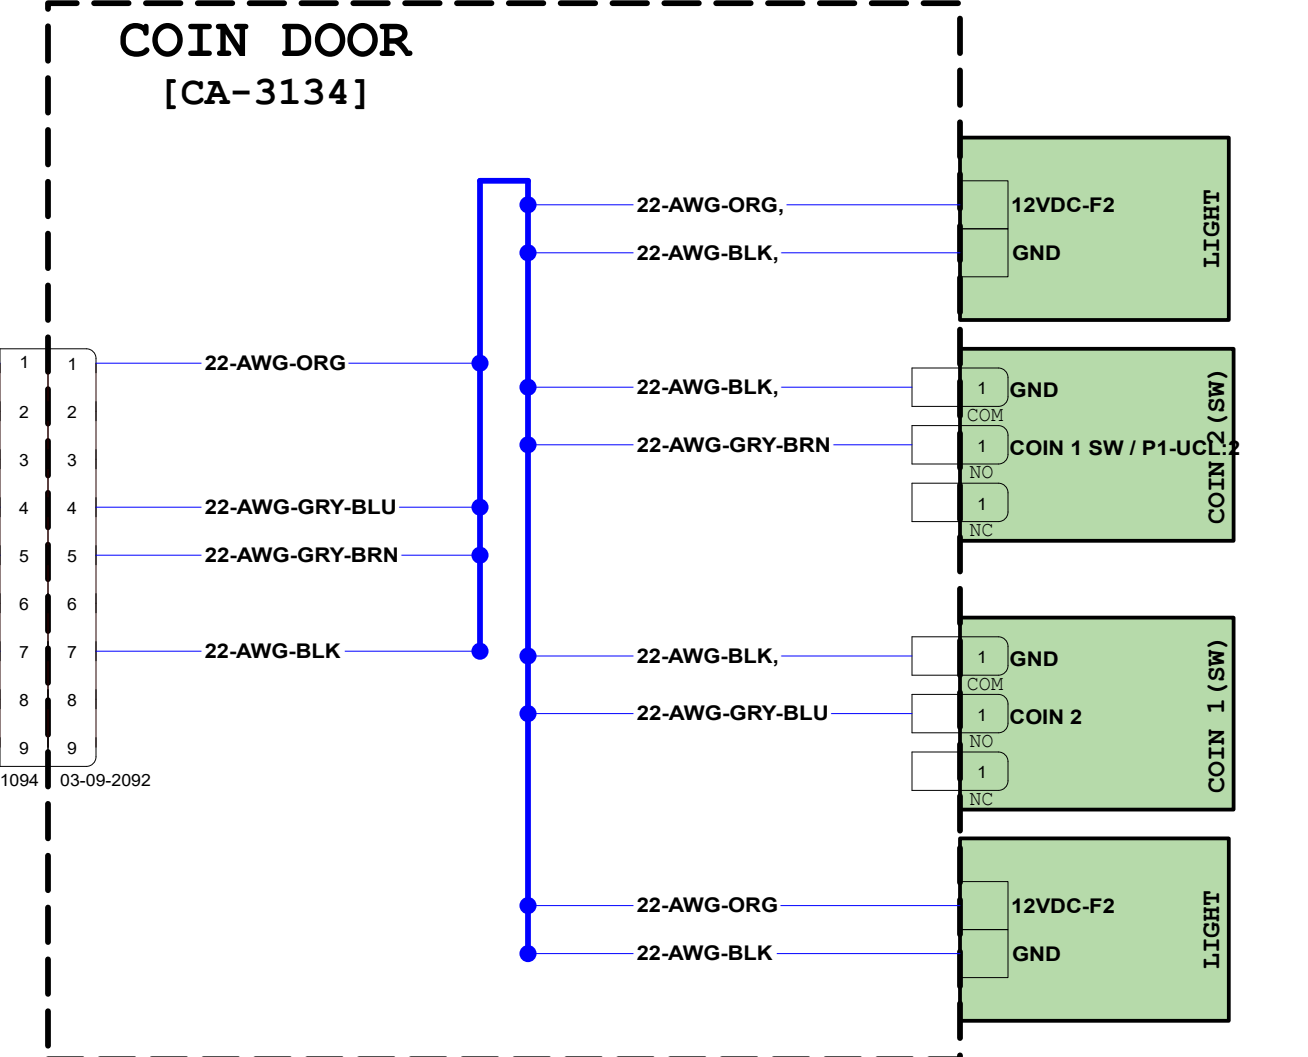 COIN DOOR
[CA-3134]
22-AWG-ORG,
12VDC-F2
22-AWG-BLK,
GND
LIGHT
1 1
22-AWG-ORG
2 2
3 3
4 4
22-AWG-GRY-BLU
5 5
22-AWG-GRY-BRN
6 6
7 7
22-AWG-BLK
8 8
9 9
1094
03-09-2092
22-AWG-BLK,
1
GND
COM
22-AWG-GRY-BRN
1
COIN 1 SW / P1-UCL:2
NO
1
NC
COIN 2(SW)
22-AWG-BLK,
1
GND
COM
22-AWG-GRY-BLU
1
COIN 2
NO
1
NC
COIN 1(SW)
22-AWG-ORG
12VDC-F2
22-AWG-BLK
GND
LIGHT